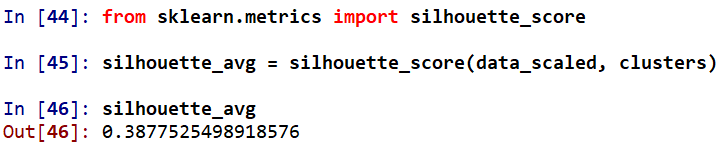 In [44]: from sklearn.metrics import silhouette_score
In [45]: silhouette_avg = silhouette_score(data_scaled, clusters)
In [46]: silhouette_avg
Out[46]: 0.3877525498918576